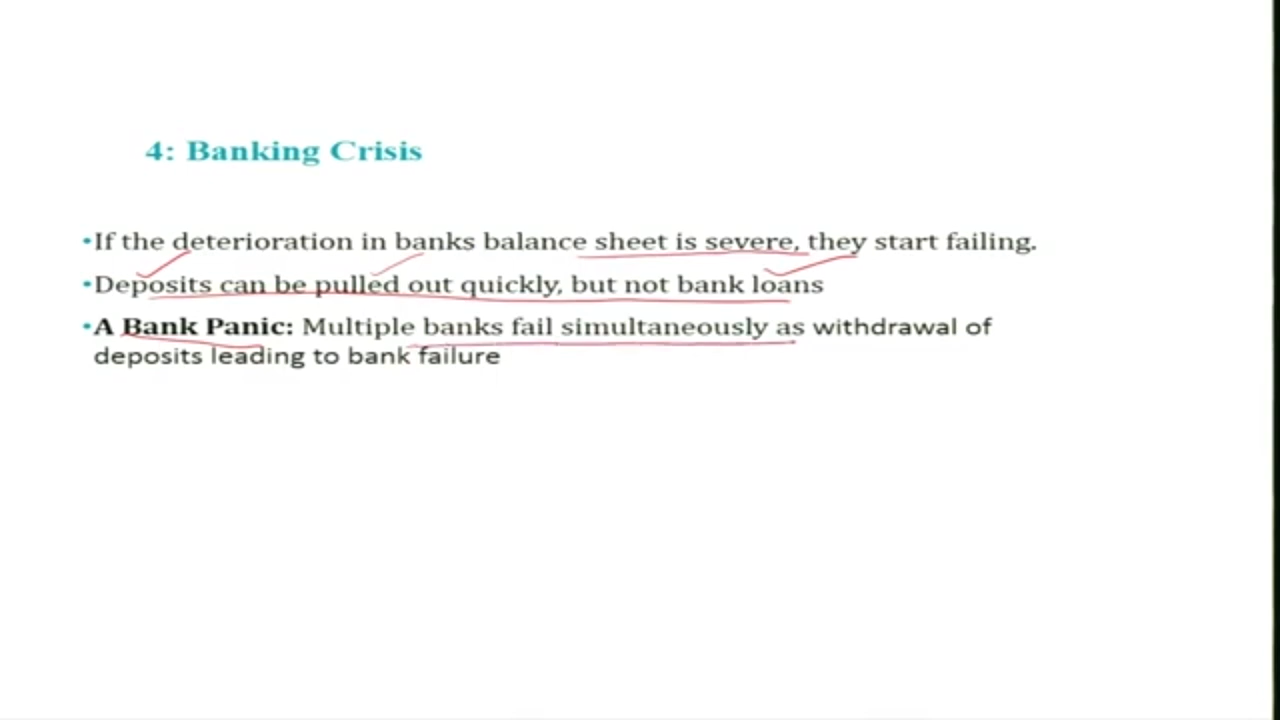 4: Banking Crisis
•If the deterioration in banks balance sheet is severe, they start failing.
•Deposits can be pulled out quickly, but not bank loans
•A Bank Panic: Multiple banks fail simultaneously as withdrawal of
deposits leading to bank failure